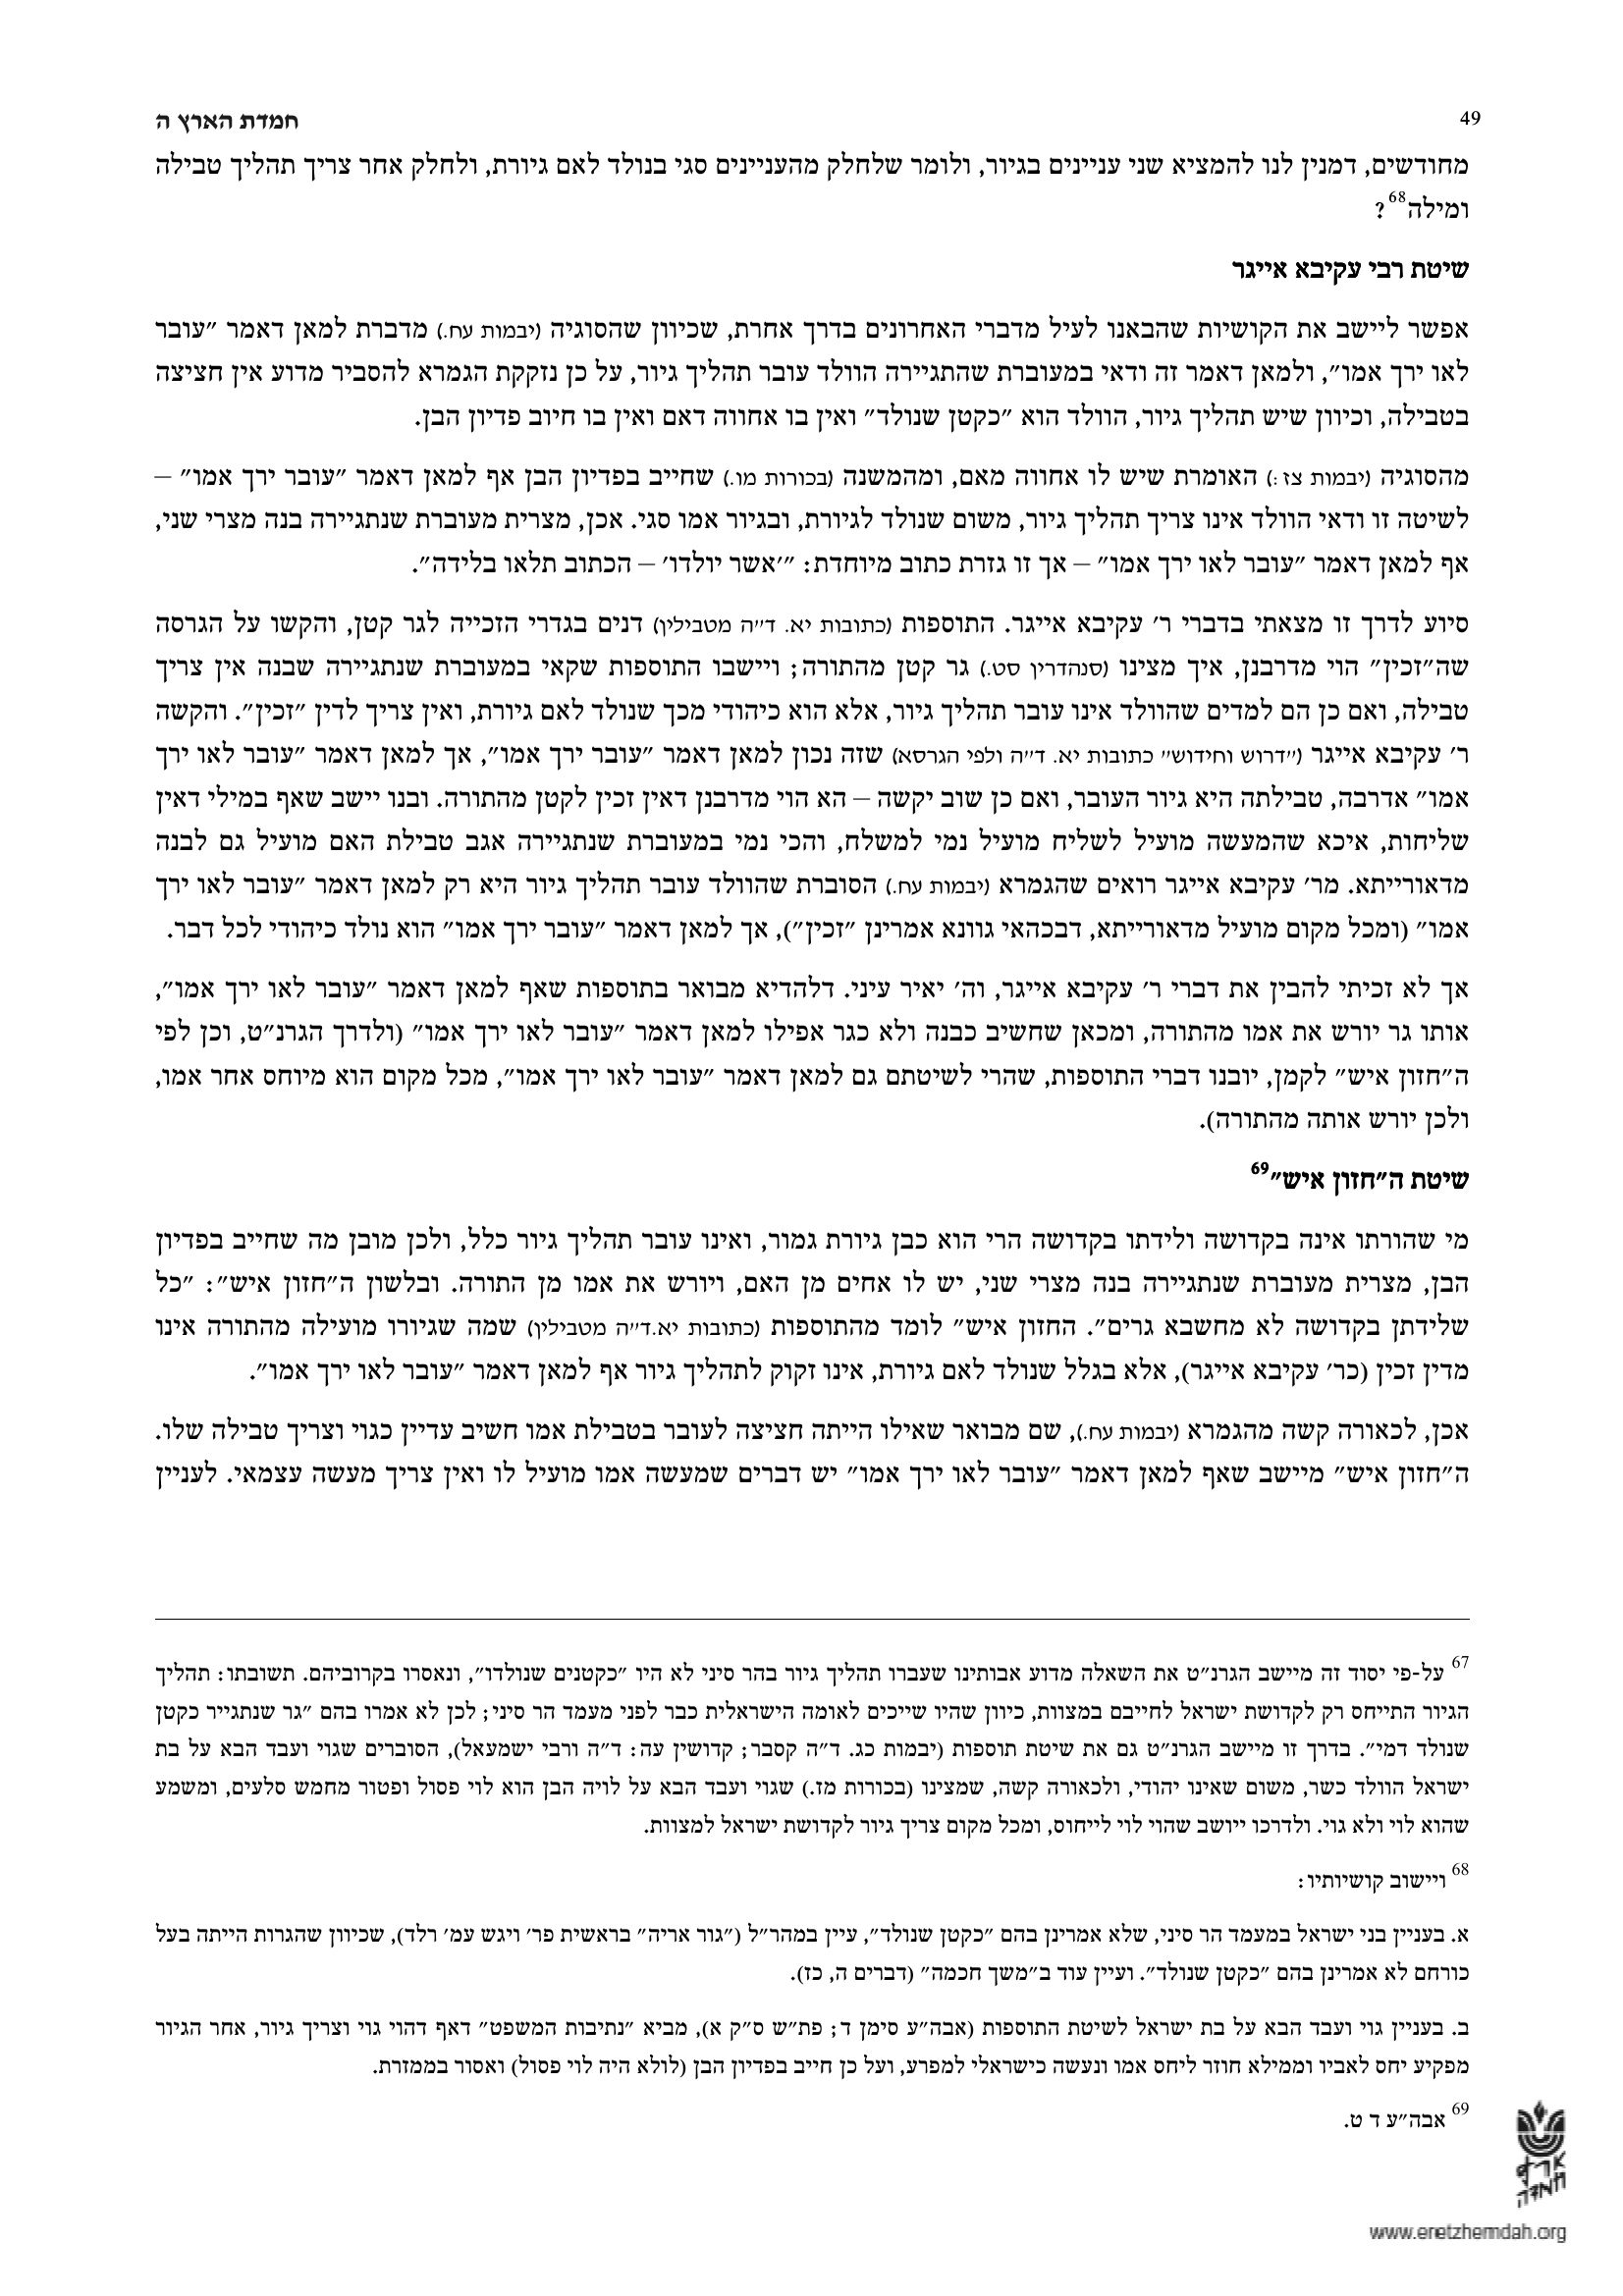 49
חמדת הארץ ה
מחודשים, דמנין לנו להמציא שני עניינים בגיור, ולומר שלחלק מהעניינים סגי בנולד לאם גיורת, ולחלק אחר צריך תהליך טבילה
ומילה68?
שיטת רבי עקיבא אייגר
אפשר ליישב את הקושיות שהבאנו לעיל מדברי האחרונים בדרך אחרת, שכיוון שהסוגיה (יבמות עח.) מדברת למאן דאמר "עובר
לאו ירך אמו", ולמאן דאמר זה ודאי במעוברת שהתגיירה הוולד עובר תהליך גיור, על כן נזקקת הגמרא להסביר מדוע אין חציצה
בטבילה, וכיוון שיש תהליך גיור, הוולד הוא "כקטן שנולד" ואין בו אחווה דאם ואין בו חיוב פדיון הבן.
מהסוגיה (יבמות צז:) האומרת שיש לו אחווה מאם, ומהמשנה (בכורות מו.) שחייב בפדיון הבן אף למאן דאמר "עובר ירך אמו" –
לשיטה זו ודאי הוולד אינו צריך תהליך גיור, משום שנולד לגיורת, ובגיור אמו סגי. אכן, מצרית מעוברת שנתגיירה בנה מצרי שני,
אף למאן דאמר "עובר לאו ירך אמו" – אך זו גזרת כתוב מיוחדת: "'אשר יולדו' – הכתוב תלאו בלידה".
סיוע לדרך זו מצאתי בדברי ר' עקיבא אייגר. התוספות (כתובות יא. ד"ה מטבילין) דנים בגדרי הזכייה לגר קטן, והקשו על הגרסה
שה"זכין" הוי מדרבנן, איך מצינו (סנהדרין סט.) גר קטן מהתורה; ויישבו התוספות שקאי במעוברת שנתגיירה שבנה אין צריך
טבילה, ואם כן הם למדים שהוולד אינו עובר תהליך גיור, אלא הוא כיהודי מכך שנולד לאם גיורת, ואין צריך לדין "זכין". והקשה
ר' עקיבא אייגר ("דרוש וחידוש" כתובות יא. ד"ה ולפי הגרסא) שזה נכון למאן דאמר "עובר ירך אמו", אך למאן דאמר "עובר לאו ירך
אמו" אדרבה, טבילתה היא גיור העובר, ואם כן שוב יקשה – הא הוי מדרבנן דאין זכין לקטן מהתורה. ובנו יישב שאף במילי דאין
שליחות, איכא שהמעשה מועיל לשליח מועיל נמי למשלח, והכי נמי במעוברת שנתגיירה אגב טבילת האם מועיל גם לבנה
מדאורייתא. מר' עקיבא אייגר רואים שהגמרא (יבמות עח.) הסוברת שהוולד עובר תהליך גיור היא רק למאן דאמר "עובר לאו ירך
אמו" (ומכל מקום מועיל מדאורייתא, דבכהאי גוונא אמרינן "זכין"), אך למאן דאמר "עובר ירך אמו" הוא נולד כיהודי לכל דבר.
אך לא זכיתי להבין את דברי ר' עקיבא אייגר, וה' יאיר עיני. דלהדיא מבואר בתוספות שאף למאן דאמר "עובר לאו ירך אמו",
אותו גר יורש את אמו מהתורה, ומכאן שחשיב כבנה ולא כגר אפילו למאן דאמר "עובר לאו ירך אמו" (ולדרך הגרנ"ט, וכן לפי
ה"חזון איש" לקמן, יובנו דברי התוספות, שהרי לשיטתם גם למאן דאמר "עובר לאו ירך אמו", מכל מקום הוא מיוחס אחר אמו,
ולכן יורש אותה מהתורה).
שיטת ה"חזון איש"69
מי שהורתו אינה בקדושה ולידתו בקדושה הרי הוא כבן גיורת גמור, ואינו עובר תהליך גיור כלל, ולכן מובן מה שחייב בפדיון
הבן, מצרית מעוברת שנתגיירה בנה מצרי שני, יש לו אחים מן האם, ויורש את אמו מן התורה. ובלשון ה"חזון איש": "כל
שלידתן בקדושה לא מחשבא גרים". החזון איש" לומד מהתוספות (כתובות יא.ד"ה מטבילין) שמה שגיורו מועילה מהתורה אינו
מדין זכין (כר' עקיבא אייגר), אלא בגלל שנולד לאם גיורת, אינו זקוק לתהליך גיור אף למאן דאמר "עובר לאו ירך אמו".
אכן, לכאורה קשה מהגמרא (יבמות עח.), שם מבואר שאילו הייתה חציצה לעובר בטבילת אמו חשיב עדיין כגוי וצריך טבילה שלו.
ה"חזון איש" מיישב שאף למאן דאמר "עובר לאו ירך אמו" יש דברים שמעשה אמו מועיל לו ואין צריך מעשה עצמאי. לעניין
67 על-פי יסוד זה מיישב הגרנ"ט את השאלה מדוע אבותינו שעברו תהליך גיור בהר סיני לא היו "כקטנים שנולדו", ונאסרו בקרוביהם. תשובתו: תהליך
הגיור התייחס רק לקדושת ישראל לחייבם במצוות, כיוון שהיו שייכים לאומה הישראלית כבר לפני מעמד הר סיני; לכן לא אמרו בהם "גר שנתגייר כקטן
שנולד דמי". בדרך זו מיישב הגרנ"ט גם את שיטת תוספות (יבמות כג. ד"ה קסבר; קדושין עה: ד"ה ורבי ישמעאל), הסוברים שגוי ועבד הבא על בת
ישראל הוולד כשר, משום שאינו יהודי, ולכאורה קשה, שמצינו (בכורות מז.) שגוי ועבד הבא על לויה הבן הוא לוי פסול ופטור מחמש סלעים, ומשמע
שהוא לוי ולא גוי. ולדרכו ייושב שהוי לוי לייחוס, ומכל מקום צריך גיור לקדושת ישראל למצוות.
68 ויישוב קושיותיו:
א. בעניין בני ישראל במעמד הר סיני, שלא אמרינן בהם "כקטן שנולד", עיין במהר"ל ("גור אריה" בראשית פר' ויגש עמ' רלד), שכיוון שהגרות הייתה בעל
כורחם לא אמרינן בהם "כקטן שנולד". ועיין עוד ב"משך חכמה" (דברים ה, כז).
ב. בעניין גוי ועבד הבא על בת ישראל לשיטת התוספות (אבה"ע סימן ד; פת"ש ס"ק א), מביא "נתיבות המשפט" דאף דהוי גוי וצריך גיור, אחר הגיור
מפקיע יחס לאביו וממילא חוזר ליחס אמו ונעשה כישראלי למפרע, ועל כן חייב בפדיון הבן (לולא היה לוי פסול) ואסור בממזרת.
69 אבה"ע ד ט.
ארץ
חמדה
www.eretzhemdah.org